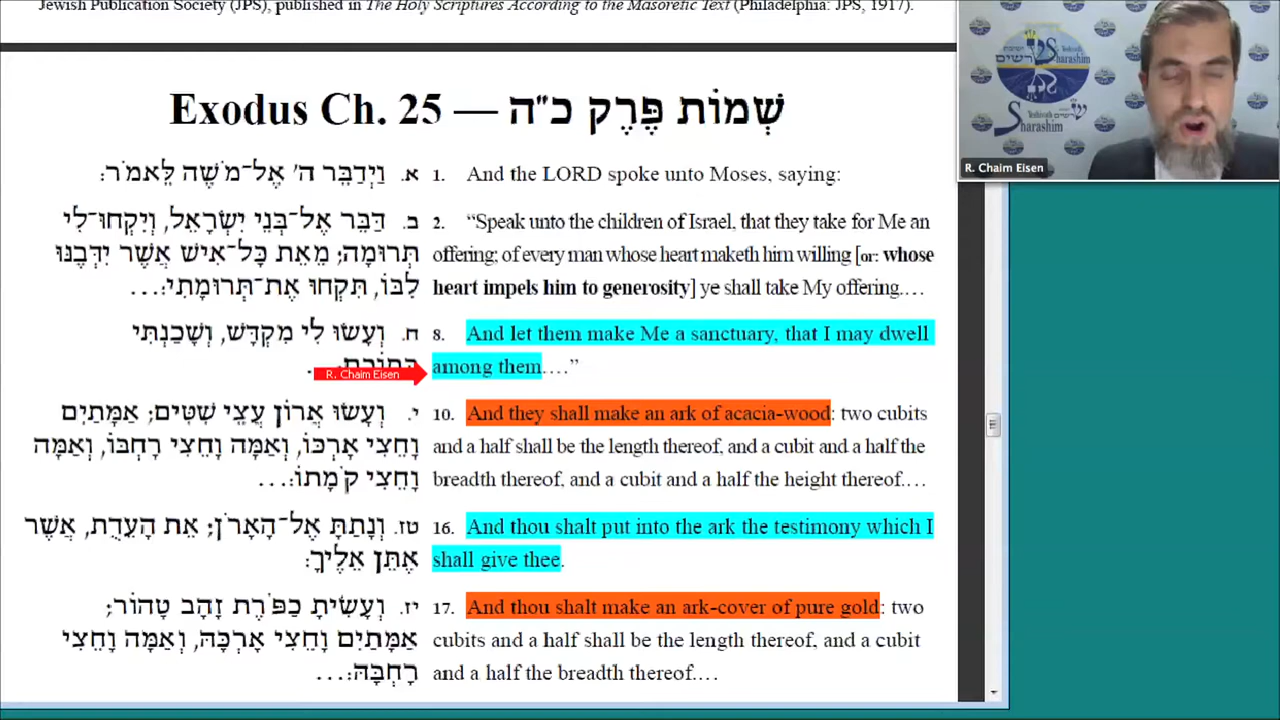 Jewish Publication Society (JPS), published in The Holy Scriptures According to the Masoretic Text (Philadelphia: JPS, 1917).
Exodus Ch. 25 — שְׁמוֹת פֶּרֶק כ״ה
א. וַיְדַבֵּר ה' אֶל־מֹשֶׁה לֵּאמֹר:
1. And the LORD spoke unto Moses, saying:
ב. דַּבֵּר אֶל־בְּנֵי יִשְׂרָאֵל, וְיִקְחוּ־לִי
תְּרוּמָה; מֵאֵת כָּל־אִישׁ אֲשֶׁר יִדְּבֶנּוּ
לִבּוֹ, תִּקְחוּ אֶת־תְּרוּמָתִי:...
2. “Speak unto the children of Israel, that they take for Me an
offering; of every man whose heart maketh him willing [or: whose
heart impels him to generosity] ye shall take My offering....
ח. וְעָשׂוּ לִי מִקְדָּשׁ, וְשָׁכַנְתִּי
8. And let them make Me a sanctuary, that I may dwell
among them....”
R. Chaim Eisen
י. וְעָשׂוּ אֲרוֹן עֲצֵי שִׁטִּים; אַמָּתַיִם
וָחֵצִי אָרְכּוֹ, וְאַמָּה וָחֵצִי רָחְבּוֹ, וְאַמָּה
וָחֵצִי קֹמָתוֹ:...
10. And they shall make an ark of acacia-wood: two cubits
and a half shall be the length thereof, and a cubit and a half the
breadth thereof, and a cubit and a half the height thereof....
טז. וְנָתַתָּ אֶל־הָאָרֹן; אֵת הָעֵדֻת, אֲשֶׁר
אֶתֵּן אֵלֶיךָ:
16. And thou shalt put into the ark the testimony which I
shall give thee.
יז. וְעָשִׂיתָ כַפֹּרֶת זָהָב טָהוֹר;
אַמָּתַיִם וָחֵצִי אָרְכָּהּ, וְאַמָּה וָחֵצִי
רָחְבָּהּ:...
17. And thou shalt make an ark-cover of pure gold: two
cubits and a half shall be the length thereof, and a cubit
and a half the breadth thereof....
R. Chaim Eisen
Yeshivat
Sharashim
שרשים